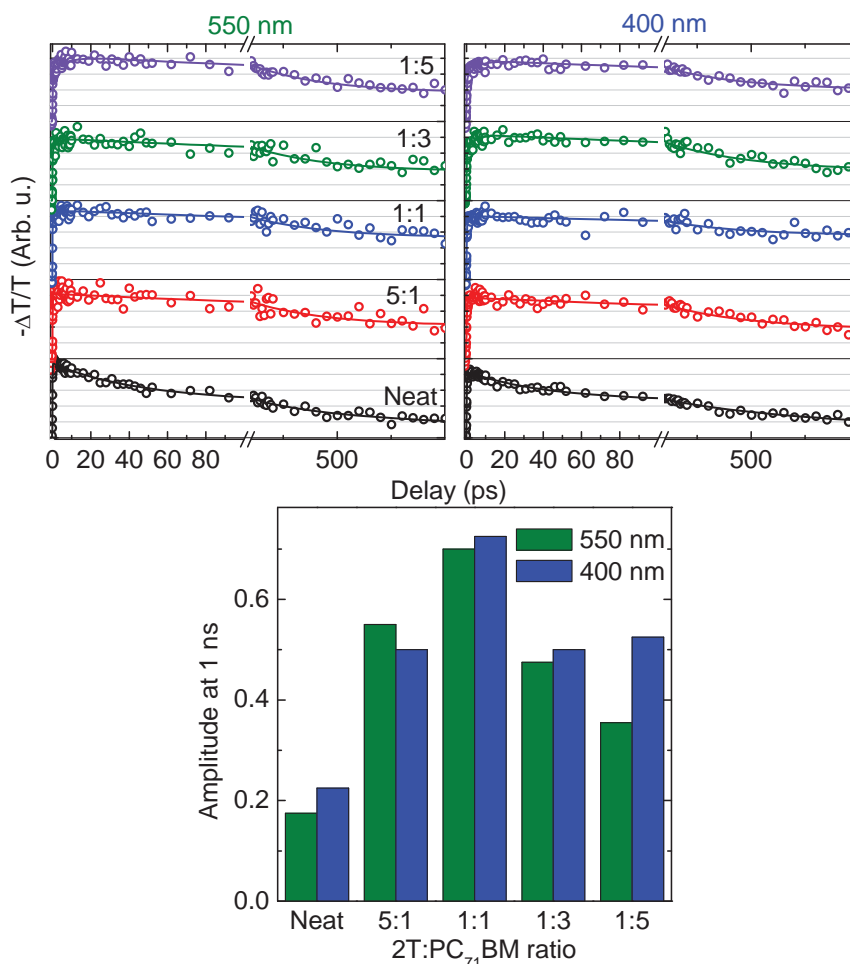 550 nm
400 nm
-ΔT/T (Arb. u.)
1:5
1:3
1:1
5:1
Neat
0 20 40 60 80 500
0 20 40 60 80 500
Delay (ps)
550 nm
400 nm
Amplitude at 1 ns
0.6
0.4
0.2
0.0
Neat 5:1 1:1 1:3 1:5
2T:PC₇₁BM ratio